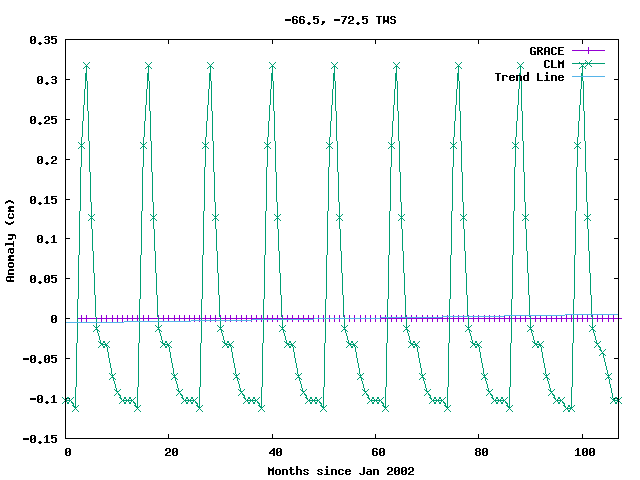 -66.5, -72.5 TWS
0.35
0.3
0.25
0.2
0.15
0.1
0.05
0
-0.05
-0.1
-0.15
Anomaly (cm)
GRACE
CLM
Trend Line
0 20 40 60 80 100
Months since Jan 2002